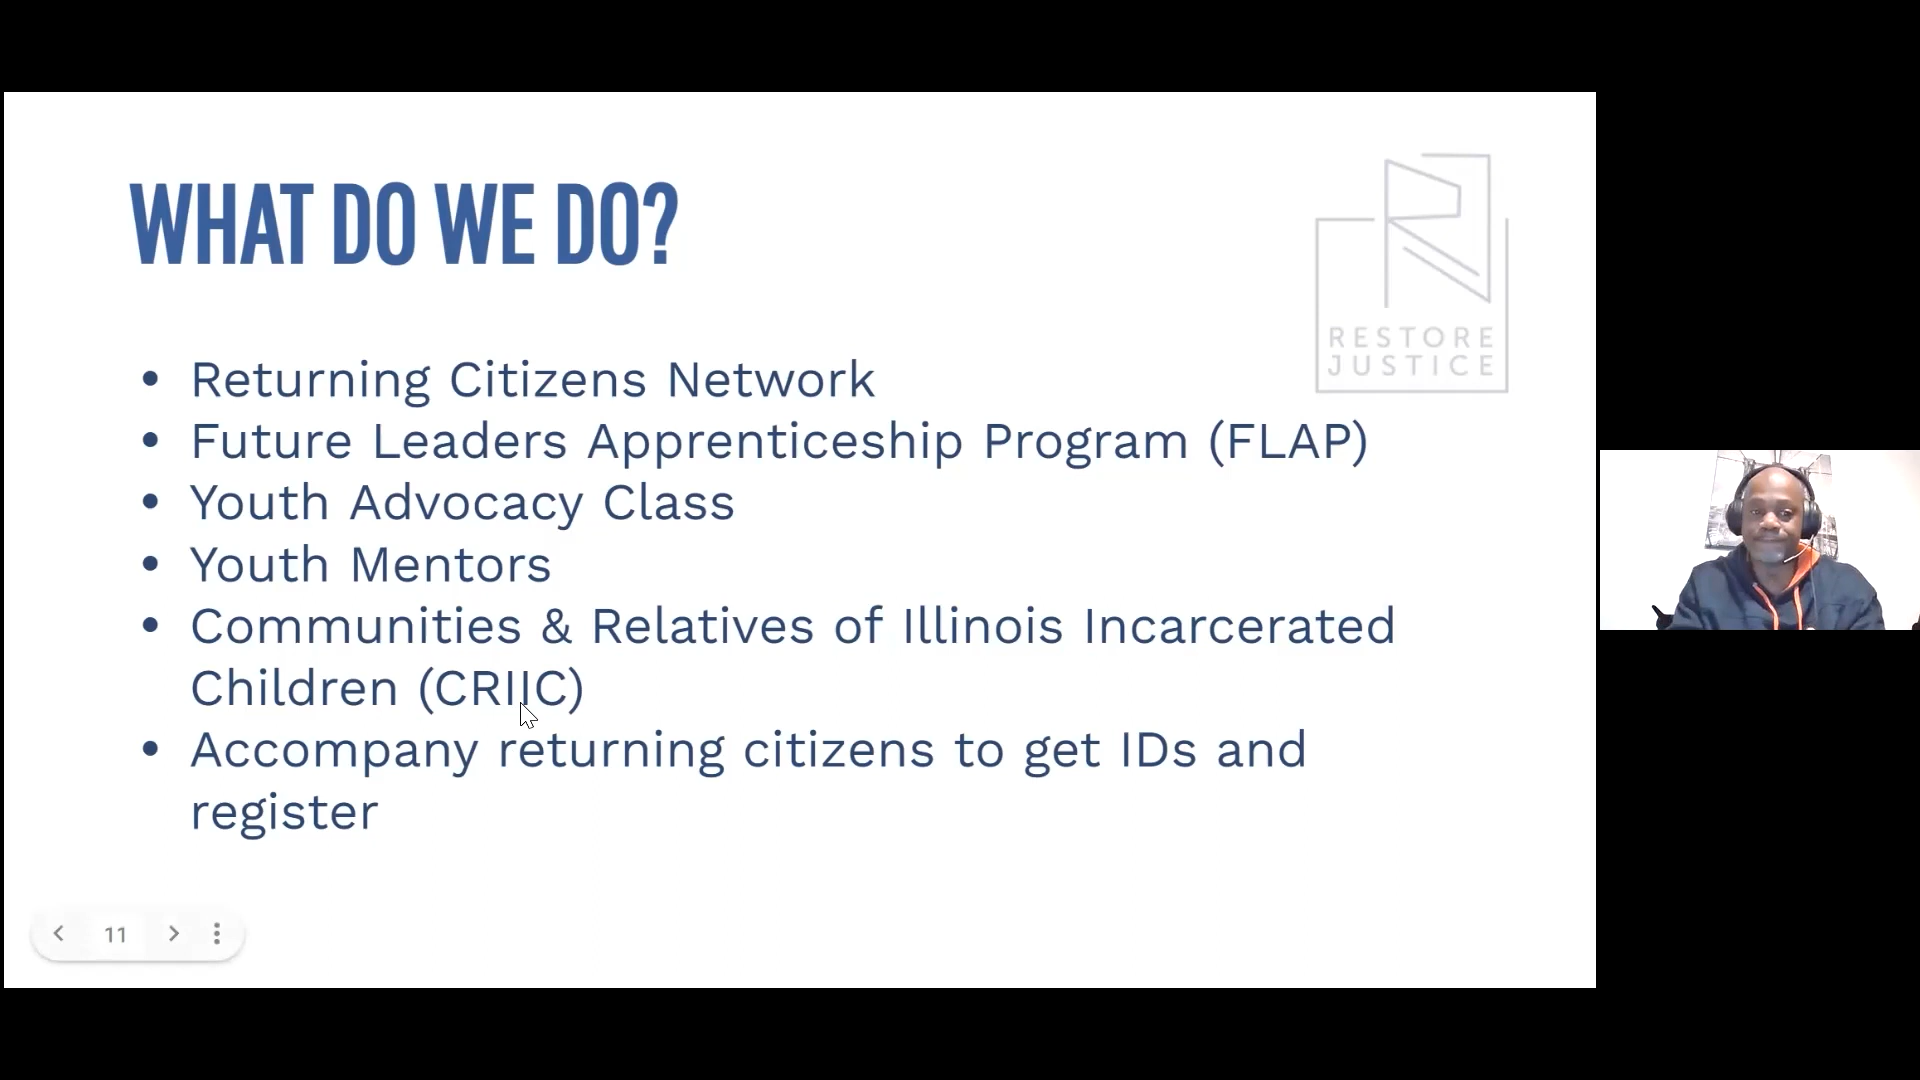 WHAT DO WE DO?
RESTORE
JUSTICE
• Returning Citizens Network
• Future Leaders Apprenticeship Program (FLAP)
• Youth Advocacy Class
• Youth Mentors
• Communities & Relatives of Illinois Incarcerated
Children (CRIIC)
• Accompany returning citizens to get IDs and
register
11